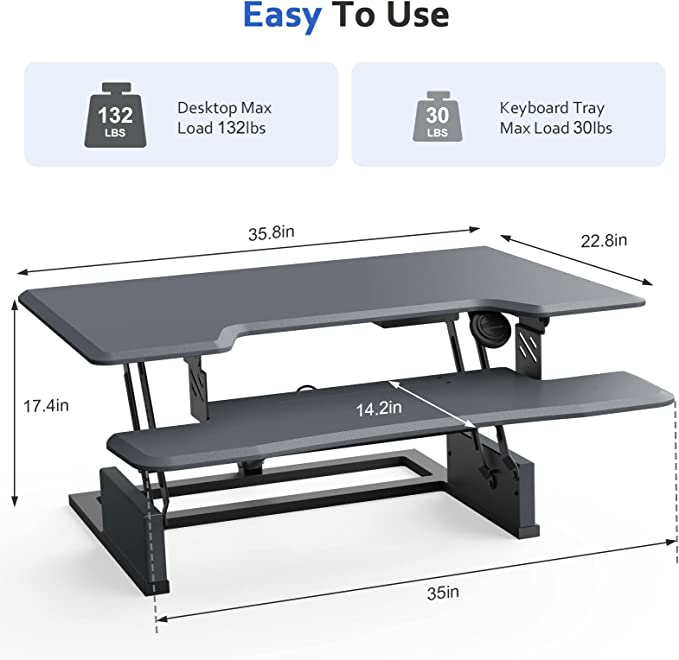 Easy To Use
132
LBS
Desktop Max
Load 132lbs
30
LBS
Keyboard Tray
Max Load 30lbs
35.8in
22.8in
17.4in
14.2in
35in